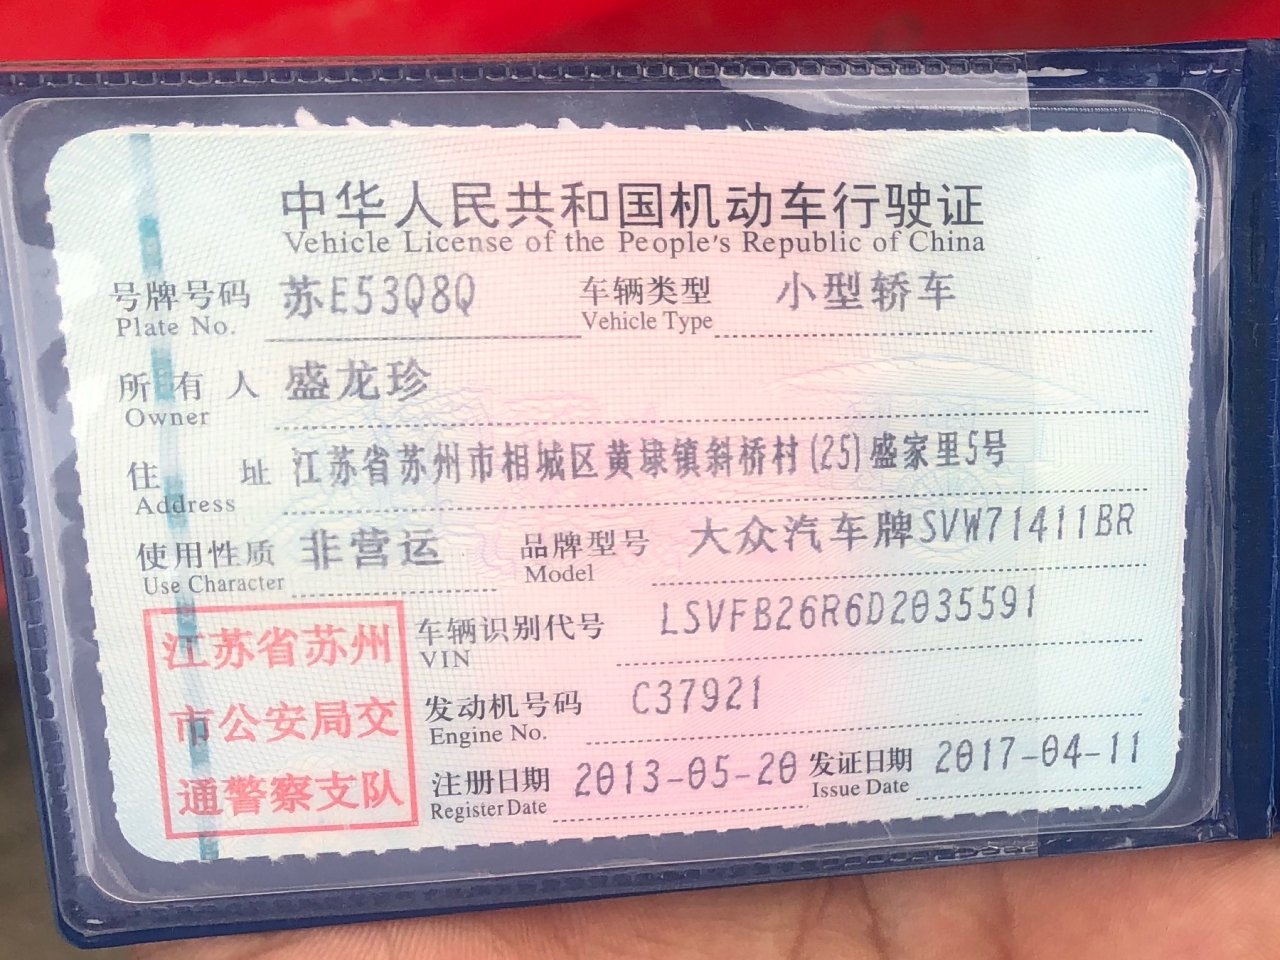 中华人民共和国机动车行驶证
Vehicle License of the People's Republic of China
号牌号码 苏E53Q8Q 车辆类型 小型轿车
Plate No. Vehicle Type
所有人 盛龙珍
Owner
住址 江苏省苏州市相城区黄埭镇斜桥村(25)盛家里5号
Address
使用性质 非营运 品牌型号 大众汽车牌SVW71411BR
Use Character Model
车辆识别代号 LSVFB26R6D2035591
VIN
发动机号码 C37921
Engine No.
注册日期 2013-05-20 发证日期 2017-04-11
Register Date Issue Date
江苏省苏州
市公安局交
通警察支队